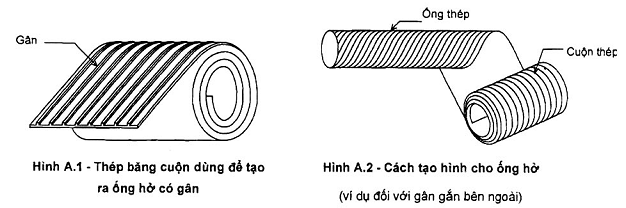 Gân
Ống thép
Cuộn thép
Hình A.1 - Thép băng cuộn dùng để tạo
ra ống hở có gân
Hình A.2 - Cách tạo hình cho ống hở
(ví dụ đối với gân gắn bên ngoài)